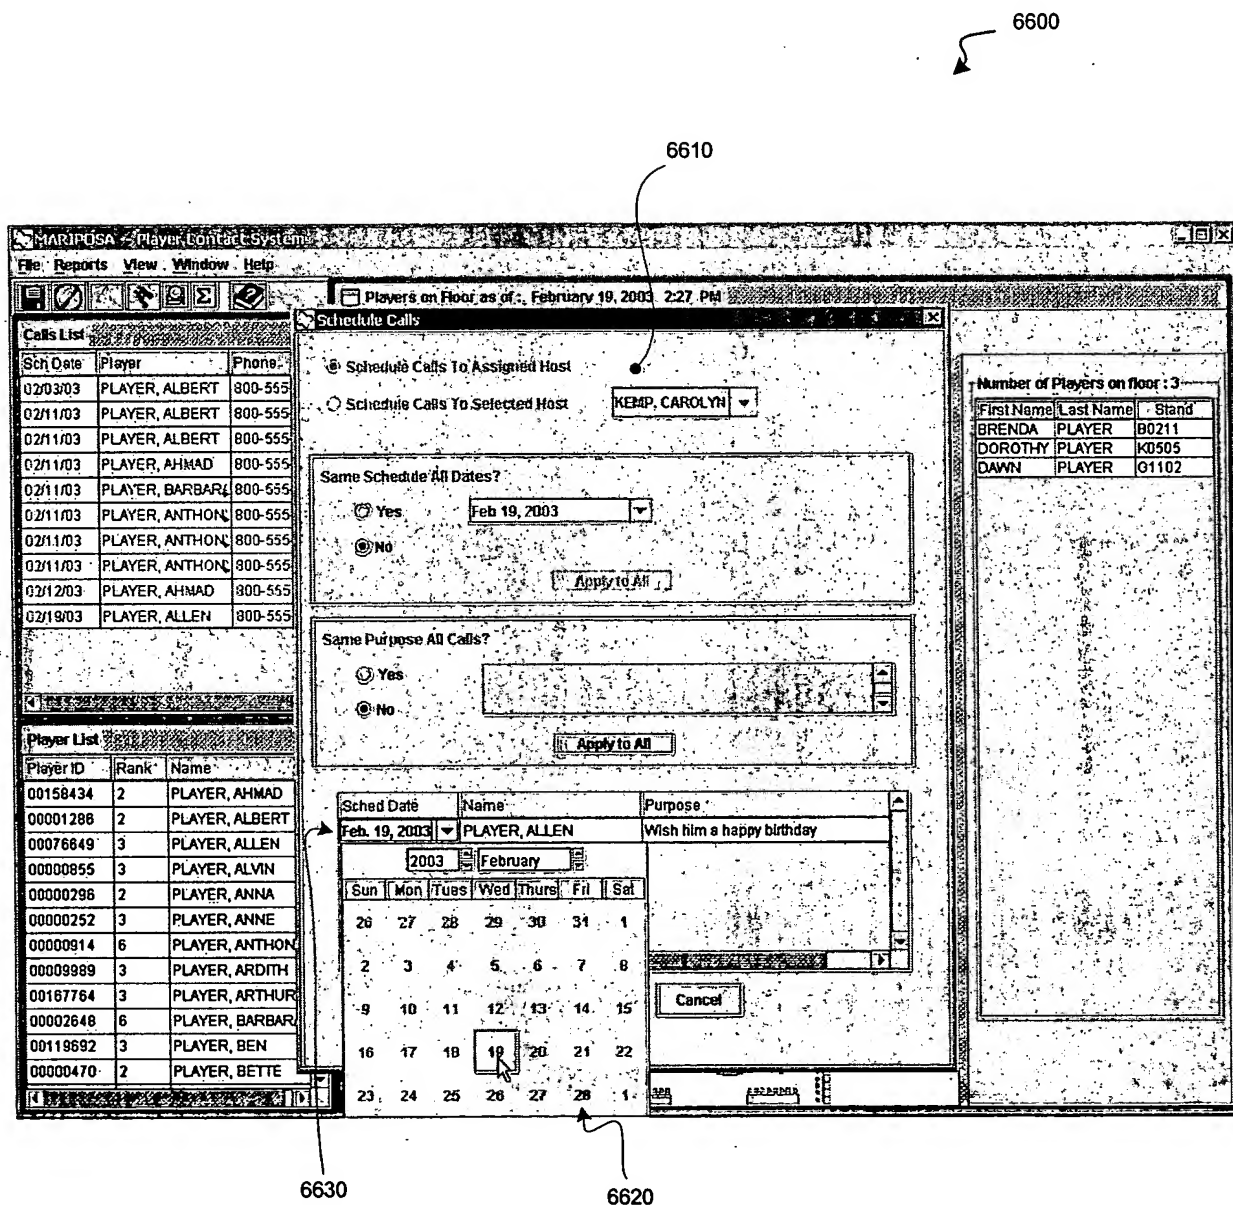 6600
6610
MARIPOSA - Player Contact System
File Reports View Window Help
Players on Floor as of : February 19, 2003 2:27 PM
Calls List
Sch Date Player Phone
02/03/03 PLAYER, ALBERT 800-555
02/11/03 PLAYER, ALBERT 800-555
02/11/03 PLAYER, ALBERT 800-555
02/11/03 PLAYER, AHMAD 800-555
02/11/03 PLAYER, BARBARA 800-555
02/11/03 PLAYER, ANTHON 800-555
02/11/03 PLAYER, ANTHON 800-555
02/11/03 PLAYER, ANTHON 800-555
02/12/03 PLAYER, AHMAD 800-555
02/19/03 PLAYER, ALLEN 800-555
Player List
Player ID Rank Name
00158434 2 PLAYER, AHMAD
00001286 2 PLAYER, ALBERT
00076649 3 PLAYER, ALLEN
00000855 3 PLAYER, ALVIN
00000296 2 PLAYER, ANNA
00000252 3 PLAYER, ANNE
00000914 6 PLAYER, ANTHON
00009989 3 PLAYER, ARDITH
00167764 3 PLAYER, ARTHUR
00002648 6 PLAYER, BARBAR
00119692 3 PLAYER, BEN
00000470 2 PLAYER, BETTE
Schedule Calls
Schedule Calls To Assigned Host
Schedule Calls To Selected Host KEMP, CAROLYN
Same Schedule All Dates?
Yes Feb 19, 2003
No
Apply to All
Same Purpose All Calls?
Yes
No
Apply to All
Sched Date Name Purpose
Feb. 19, 2003 PLAYER, ALLEN Wish him a happy birthday
2003 February
Sun Mon Tues Wed Thurs Fri Sat
26 27 28 29 30 31 1
2 3 4 5 6 7 8
9 10 11 12 13 14 15
16 17 18 19 20 21 22
23 24 25 26 27 28 1
Cancel
Number of Players on floor : 3
First Name Last Name Stand
BRENDA PLAYER B0211
DOROTHY PLAYER K0505
DAWN PLAYER G1102
6630
6620